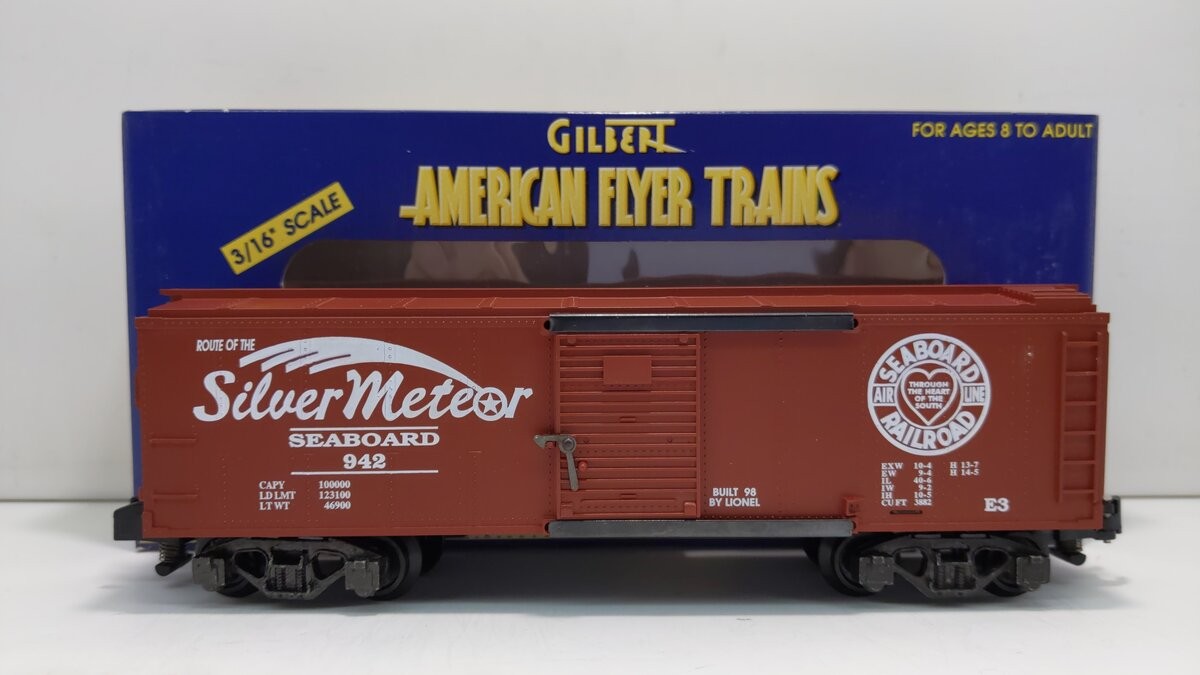 GILBERT
FOR AGES 8 TO ADULT
AMERICAN FLYER TRAINS
3/16" SCALE
ROUTE OF THE
Silver Meteor
SEABOARD
942
CAPY 100000
LD LMT 123100
LT WT 46900
BUILT 98
BY LIONEL
SEABOARD
AIR LINE
RAILROAD
THROUGH
THE HEART
OF THE
SOUTH
EXW 10-4 H 13-7
EW 9-4 H 14-5
IL 40-6
IW 9-2
IH 10-5
CU FT 3882
E-3